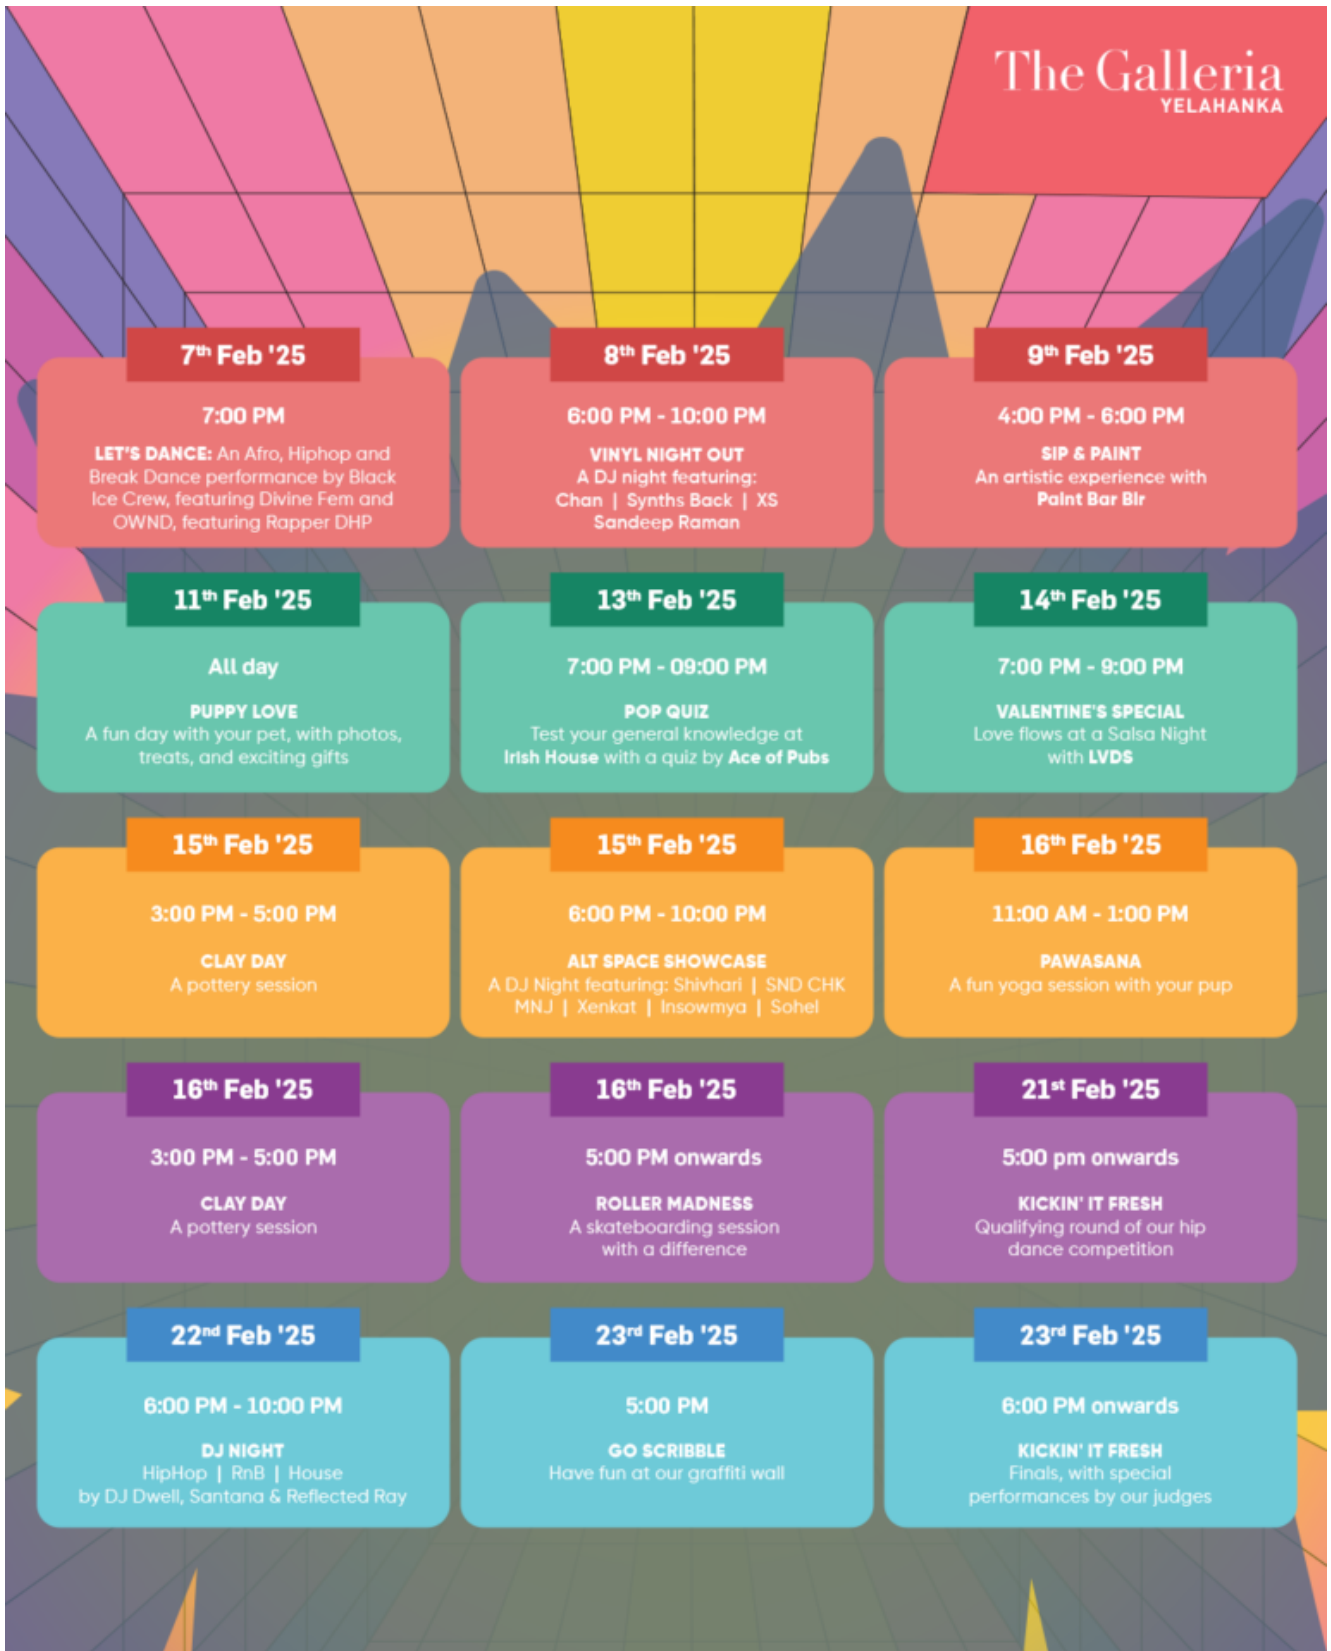 The Galleria
YELAHANKA
7th Feb '25
7:00 PM
LET'S DANCE: An Afro, Hiphop and
Break Dance performance by Black
Ice Crew, featuring Divine Fem and
OWND, featuring Rapper DHP
8th Feb '25
6:00 PM - 10:00 PM
VINYL NIGHT OUT
A DJ night featuring:
Chan | Synths Back | XS
Sandeep Raman
9th Feb '25
4:00 PM - 6:00 PM
SIP & PAINT
An artistic experience with
Paint Bar Blr
11th Feb '25
All day
PUPPY LOVE
A fun day with your pet, with photos,
treats, and exciting gifts
13th Feb '25
7:00 PM - 09:00 PM
POP QUIZ
Test your general knowledge at
Irish House with a quiz by Ace of Pubs
14th Feb '25
7:00 PM - 9:00 PM
VALENTINE'S SPECIAL
Love flows at a Salsa Night
with LVDS
15th Feb '25
3:00 PM - 5:00 PM
CLAY DAY
A pottery session
15th Feb '25
6:00 PM - 10:00 PM
ALT SPACE SHOWCASE
A DJ Night featuring: Shivhari | SND CHK
MNJ | Xenkat | Insowmya | Sohel
16th Feb '25
11:00 AM - 1:00 PM
PAWASANA
A fun yoga session with your pup
16th Feb '25
3:00 PM - 5:00 PM
CLAY DAY
A pottery session
16th Feb '25
5:00 PM onwards
ROLLER MADNESS
A skateboarding session
with a difference
21st Feb '25
5:00 pm onwards
KICKIN' IT FRESH
Qualifying round of our hip
dance competition
22nd Feb '25
6:00 PM - 10:00 PM
DJ NIGHT
HipHop | RnB | House
by DJ Dwell, Santana & Reflected Ray
23rd Feb '25
5:00 PM
GO SCRIBBLE
Have fun at our graffiti wall
23rd Feb '25
6:00 PM onwards
KICKIN' IT FRESH
Finals, with special
performances by our judges